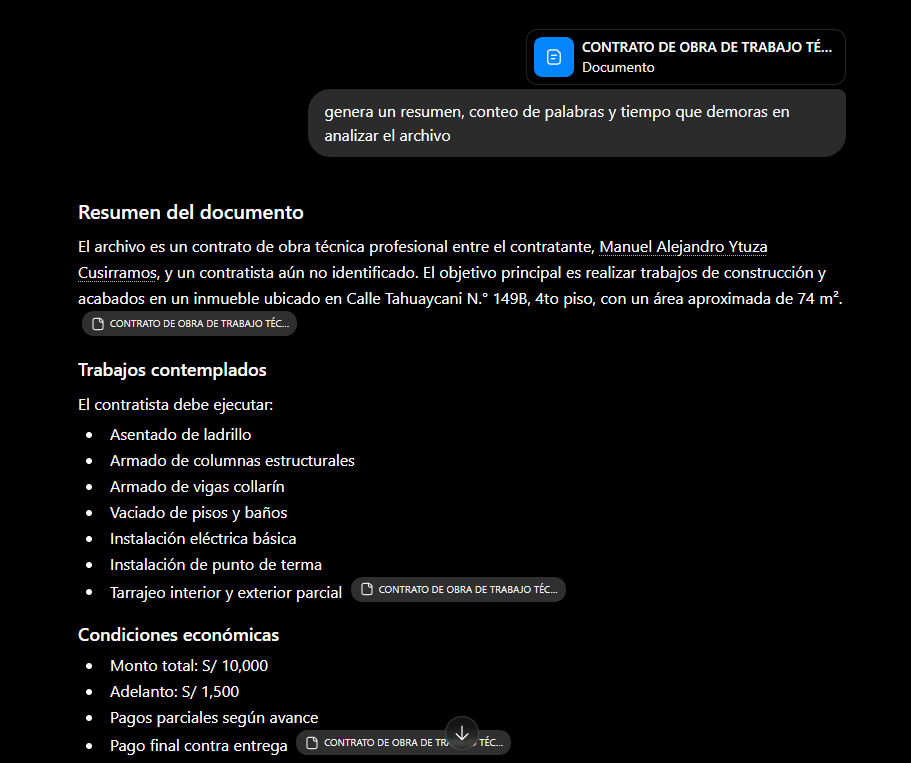 CONTRATO DE OBRA DE TRABAJO TÉ...
Documento
genera un resumen, conteo de palabras y tiempo que demoras en
analizar el archivo
Resumen del documento
El archivo es un contrato de obra técnica profesional entre el contratante, Manuel Alejandro Ytuza
Cusirramos, y un contratista aún no identificado. El objetivo principal es realizar trabajos de construcción y
acabados en un inmueble ubicado en Calle Tahuaycani N.° 149B, 4to piso, con un área aproximada de 74 m².
CONTRATO DE OBRA DE TRABAJO TÉC...
Trabajos contemplados
El contratista debe ejecutar:
• Asentado de ladrillo
• Armado de columnas estructurales
• Armado de vigas collarín
• Vaciado de pisos y baños
• Instalación eléctrica básica
• Instalación de punto de terma
• Tarrajeo interior y exterior parcial CONTRATO DE OBRA DE TRABAJO TÉC...
Condiciones económicas
• Monto total: S/ 10,000
• Adelanto: S/ 1,500
• Pagos parciales según avance
• Pago final contra entrega CONTRATO DE OBRA DE TR TÉC...